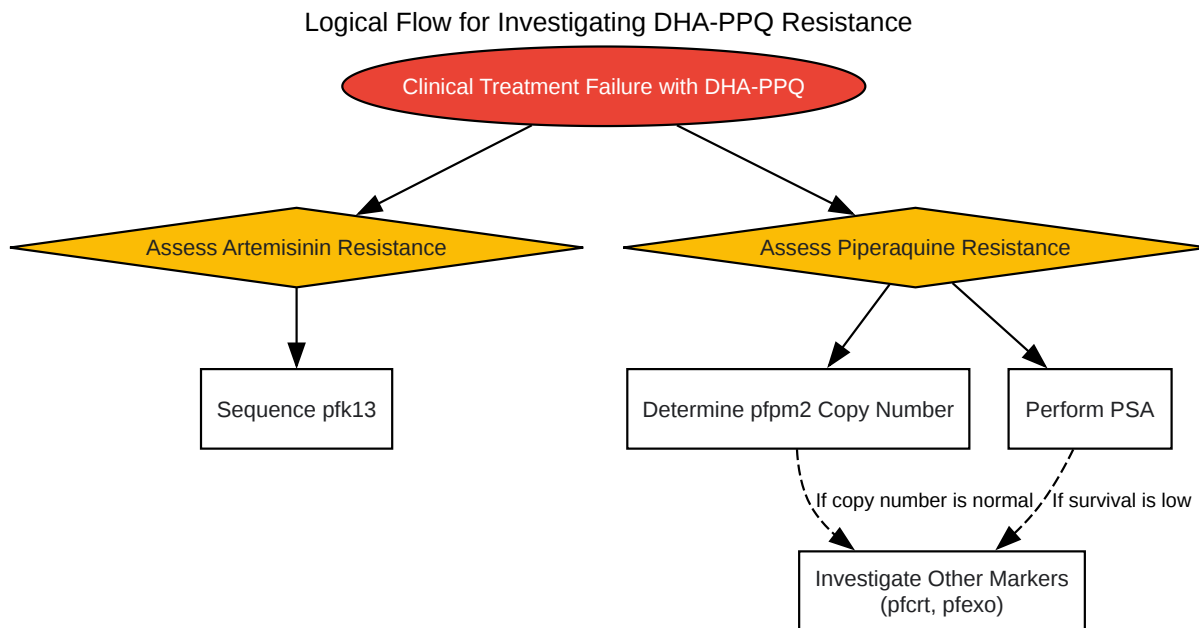 Logical Flow for Investigating DHA-PPQ Resistance
Clinical Treatment Failure with DHA-PPQ
Assess Artemisinin Resistance
Assess Piperaquine Resistance
Sequence pfk13
Determine pfpm2 Copy Number
Perform PSA
If copy number is normal
If survival is low
Investigate Other Markers
(pfcrt, pfexo)